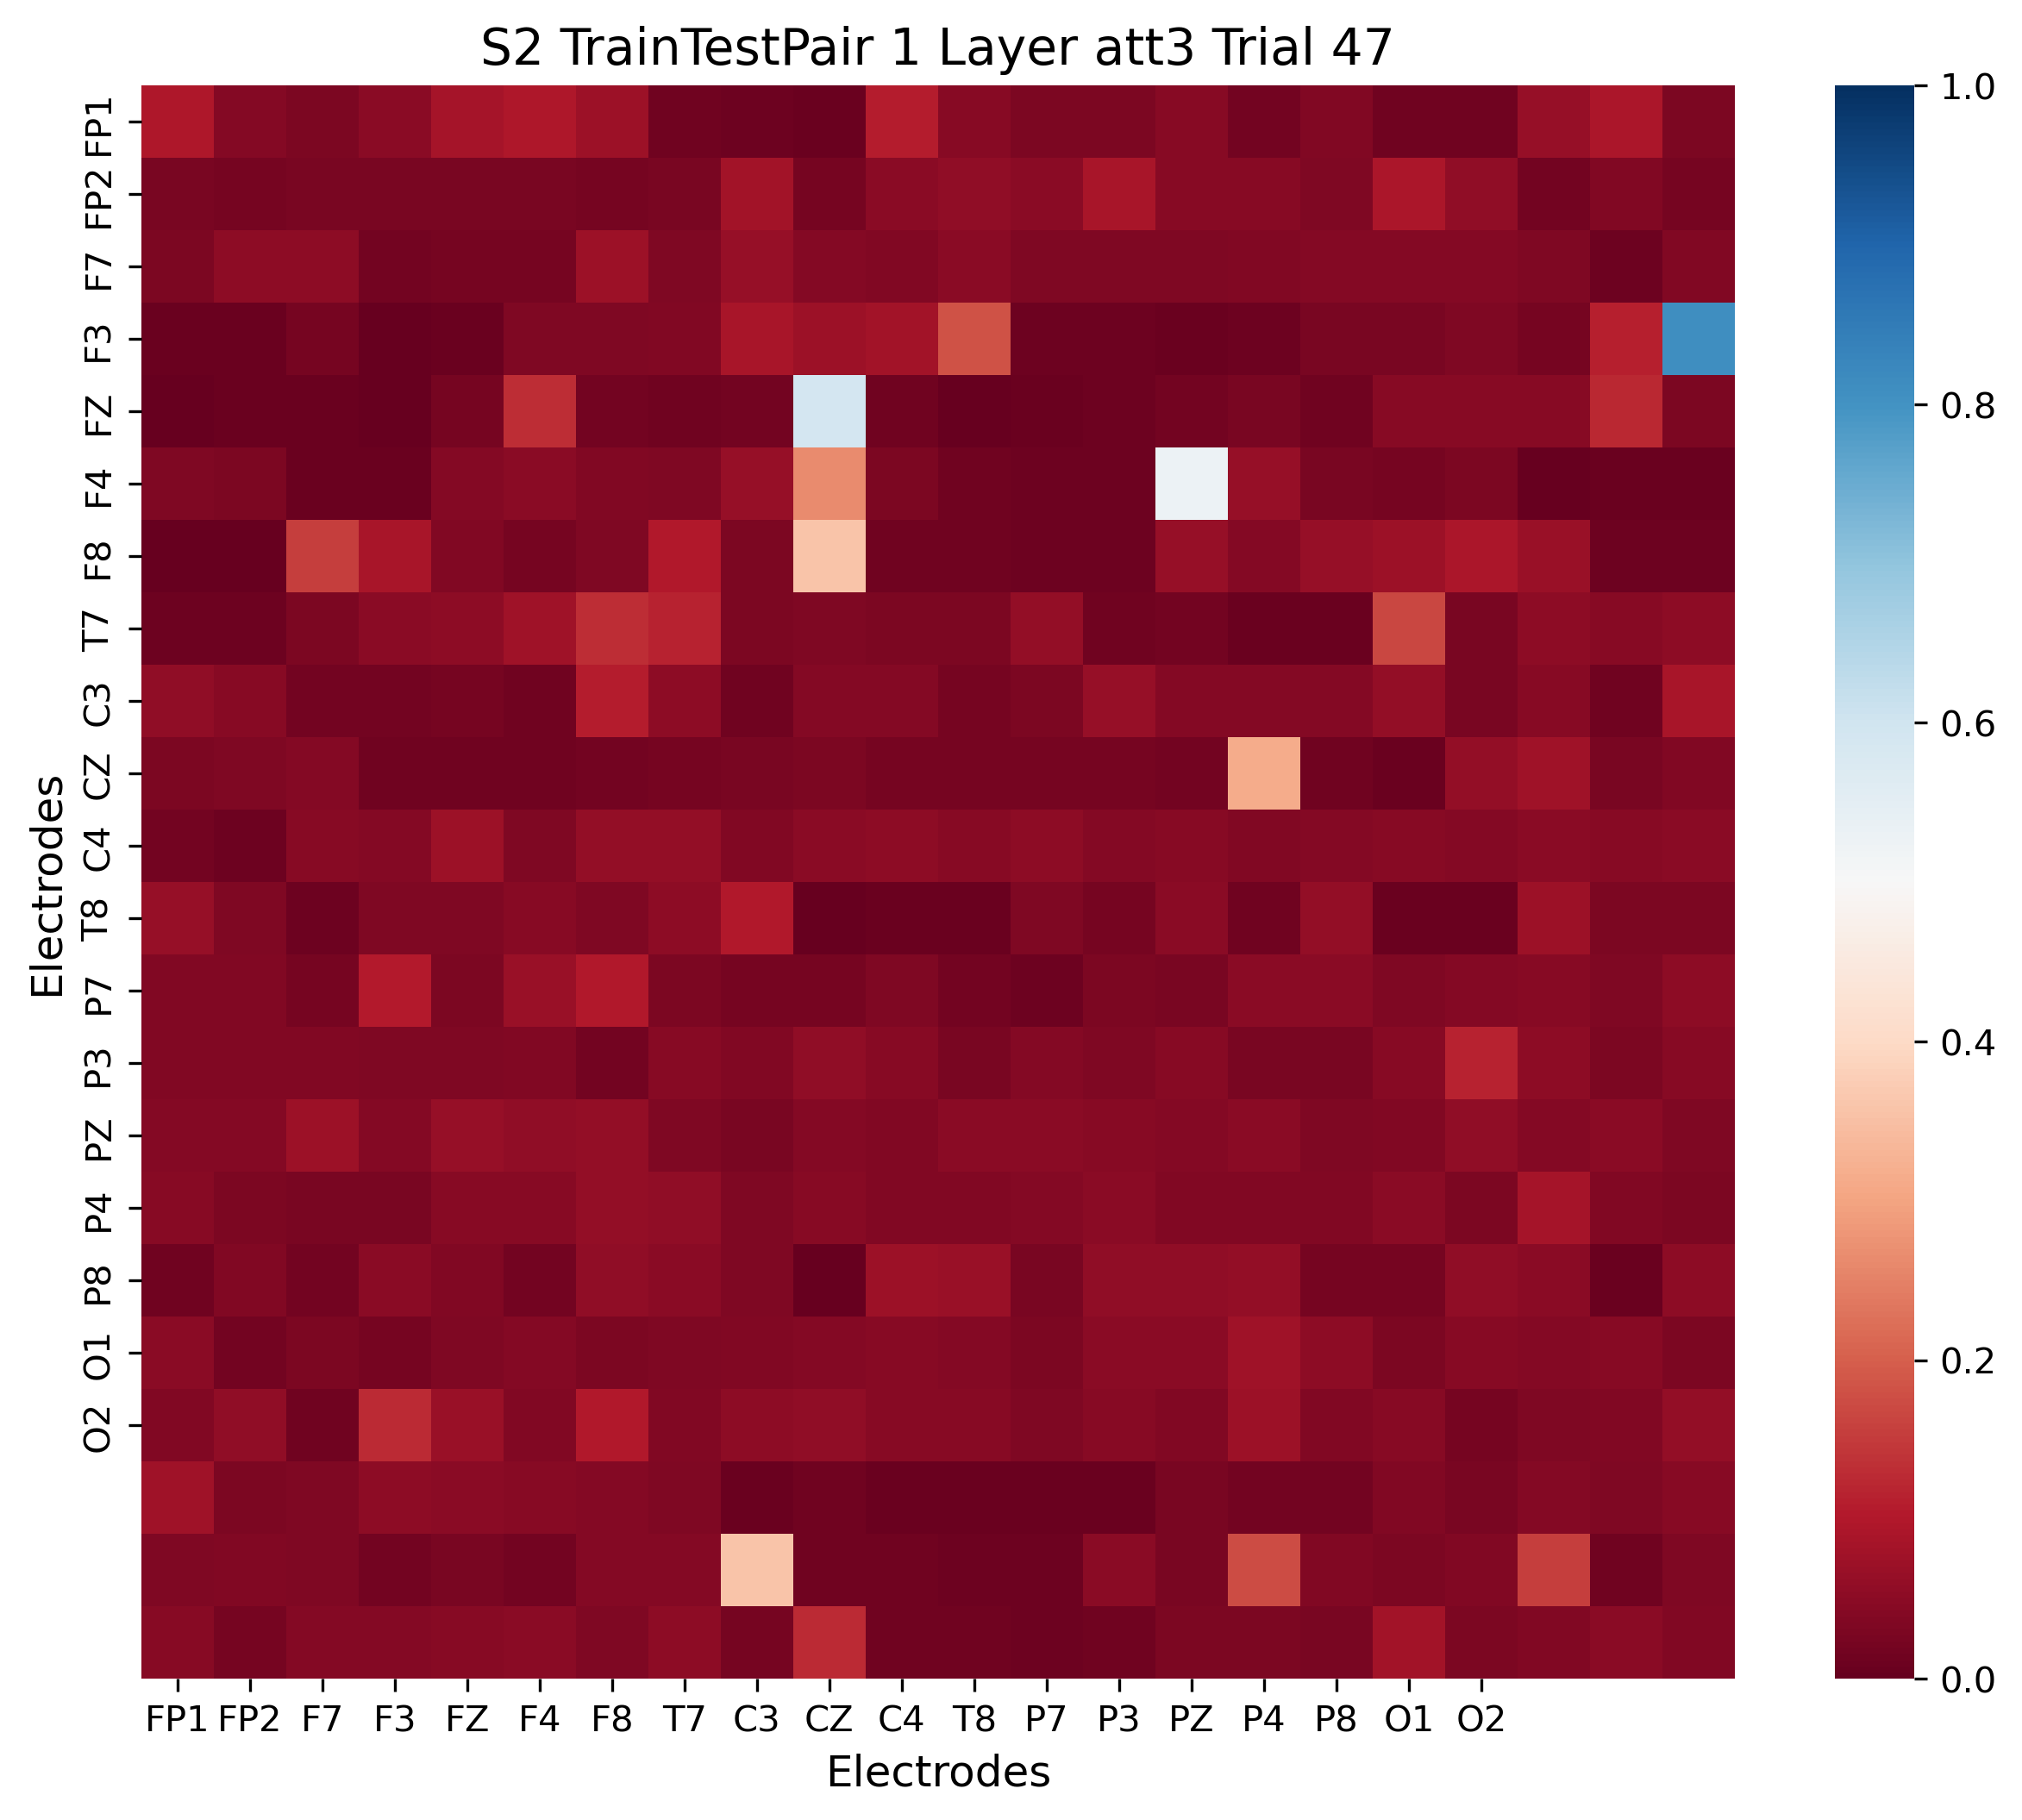 S2 TrainTestPair 1 Layer att3 Trial 47
Electrodes
FP1
FP2
F7
F3
FZ
F4
F8
T7
C3
CZ
C4
T8
P7
P3
PZ
P4
P8
O1
O2
1.0
0.8
0.6
0.4
0.2
0.0
FP1 FP2 F7 F3 FZ F4 F8 T7 C3 CZ C4 T8 P7 P3 PZ P4 P8 O1 O2
Electrodes